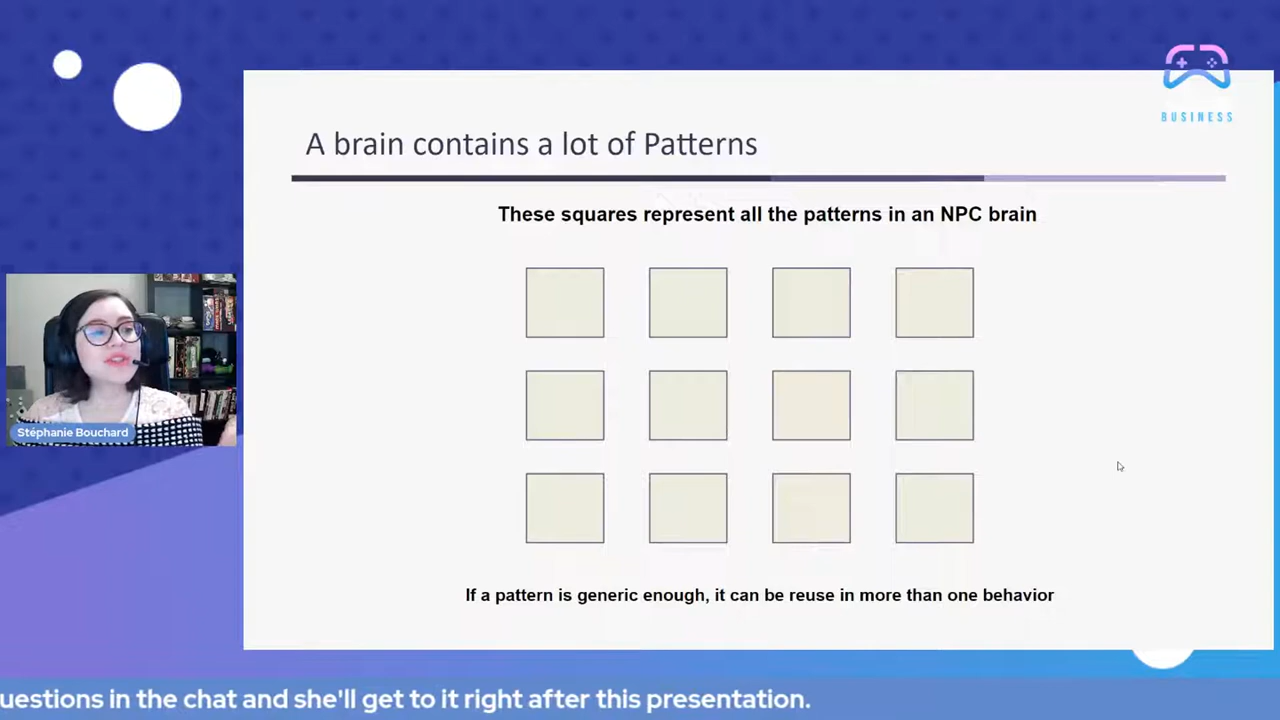 BUSINESS
A brain contains a lot of Patterns
These squares represent all the patterns in an NPC brain
Stéphanie Bouchard
If a pattern is generic enough, it can be reuse in more than one behavior
uestions in the chat and she'll get to it right after this presentation.